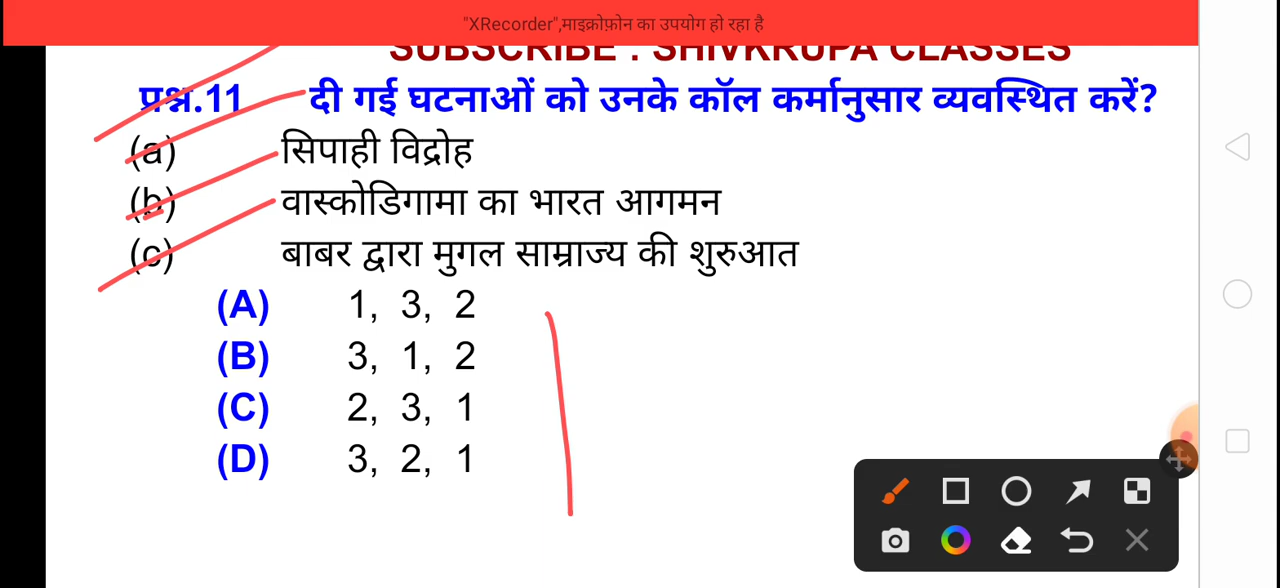 "XRecorder",माइक्रोफ़ोन का उपयोग हो रहा है
SUBSCRIBE : SHIVKRUPA CLASSES
प्रश्न.11 दी गई घटनाओं को उनके कॉल कर्मानुसार व्यवस्थित करें?
(a) सिपाही विद्रोह
(b) वास्कोडिगामा का भारत आगमन
(c) बाबर द्वारा मुगल साम्राज्य की शुरुआत
(A) 1, 3, 2
(B) 3, 1, 2
(C) 2, 3, 1
(D) 3, 2, 1